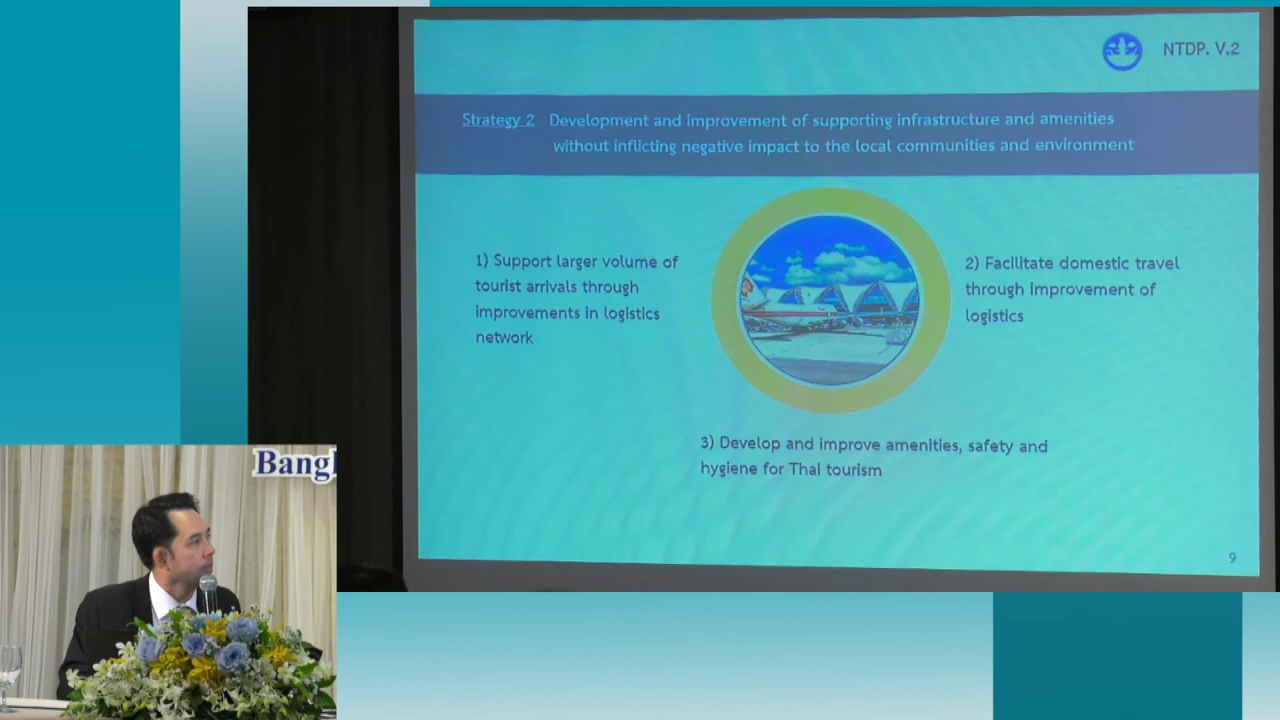 NTDP. V.2
Strategy 2 Development and improvement of supporting infrastructure and amenities
without inflicting negative impact to the local communities and environment
1) Support larger volume of
tourist arrivals through
improvements in logistics
network
2) Facilitate domestic travel
through improvement of
logistics
3) Develop and improve amenities, safety and
hygiene for Thai tourism
9
Bangl